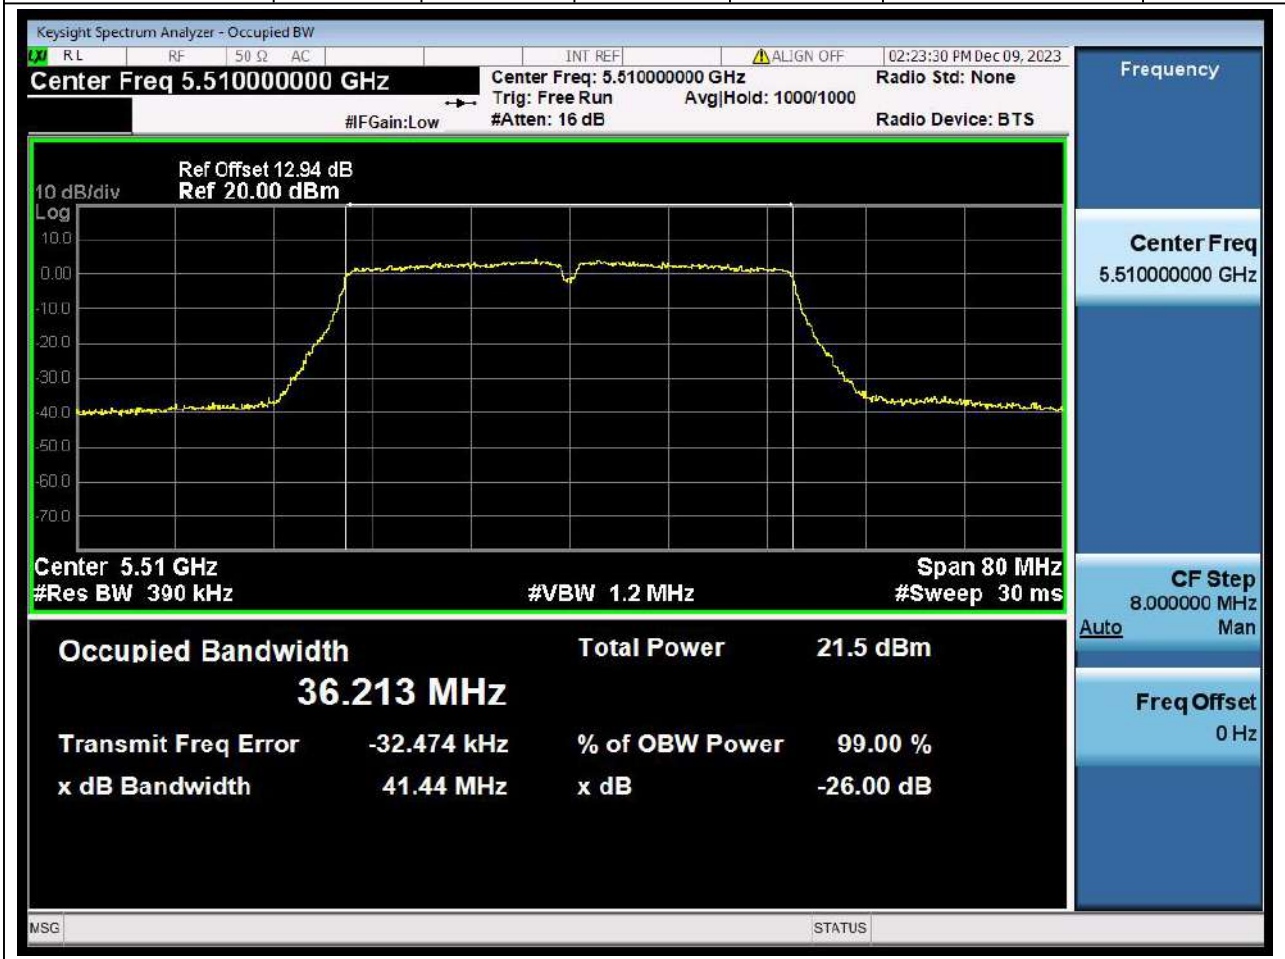 Keysight Spectrum Analyzer - Occupied BW
LXI RL RF 50 Ω AC INT REF ALIGN OFF 02:23:30 PM Dec 09, 2023
Center Freq 5.510000000 GHz
Center Freq: 5.510000000 GHz
Radio Std: None
Trig: Free Run Avg|Hold: 1000/1000
#IFGain:Low
#Atten: 16 dB
Radio Device: BTS
Ref Offset 12.94 dB
10 dB/div Ref 20.00 dBm
Log
10.0
0.00
-10.0
-20.0
-30.0
-40.0
-50.0
-60.0
-70.0
Center 5.51 GHz Span 80 MHz
#Res BW 390 kHz #VBW 1.2 MHz #Sweep 30 ms
Occupied Bandwidth Total Power 21.5 dBm
36.213 MHz
Transmit Freq Error -32.474 kHz % of OBW Power 99.00 %
x dB Bandwidth 41.44 MHz x dB -26.00 dB
MSG STATUS
Frequency
Center Freq
5.510000000 GHz
CF Step
8.000000 MHz
Auto Man
Freq Offset
0 Hz